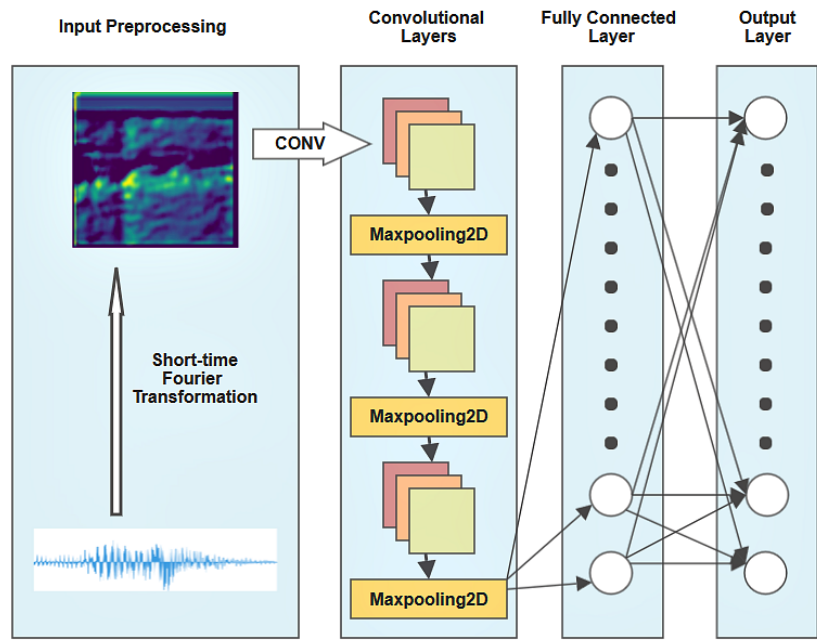 Input Preprocessing
Convolutional
Layers
Fully Connected
Layer
Output
Layer
CONV
Maxpooling2D
Short-time
Fourier
Transformation
Maxpooling2D
Maxpooling2D